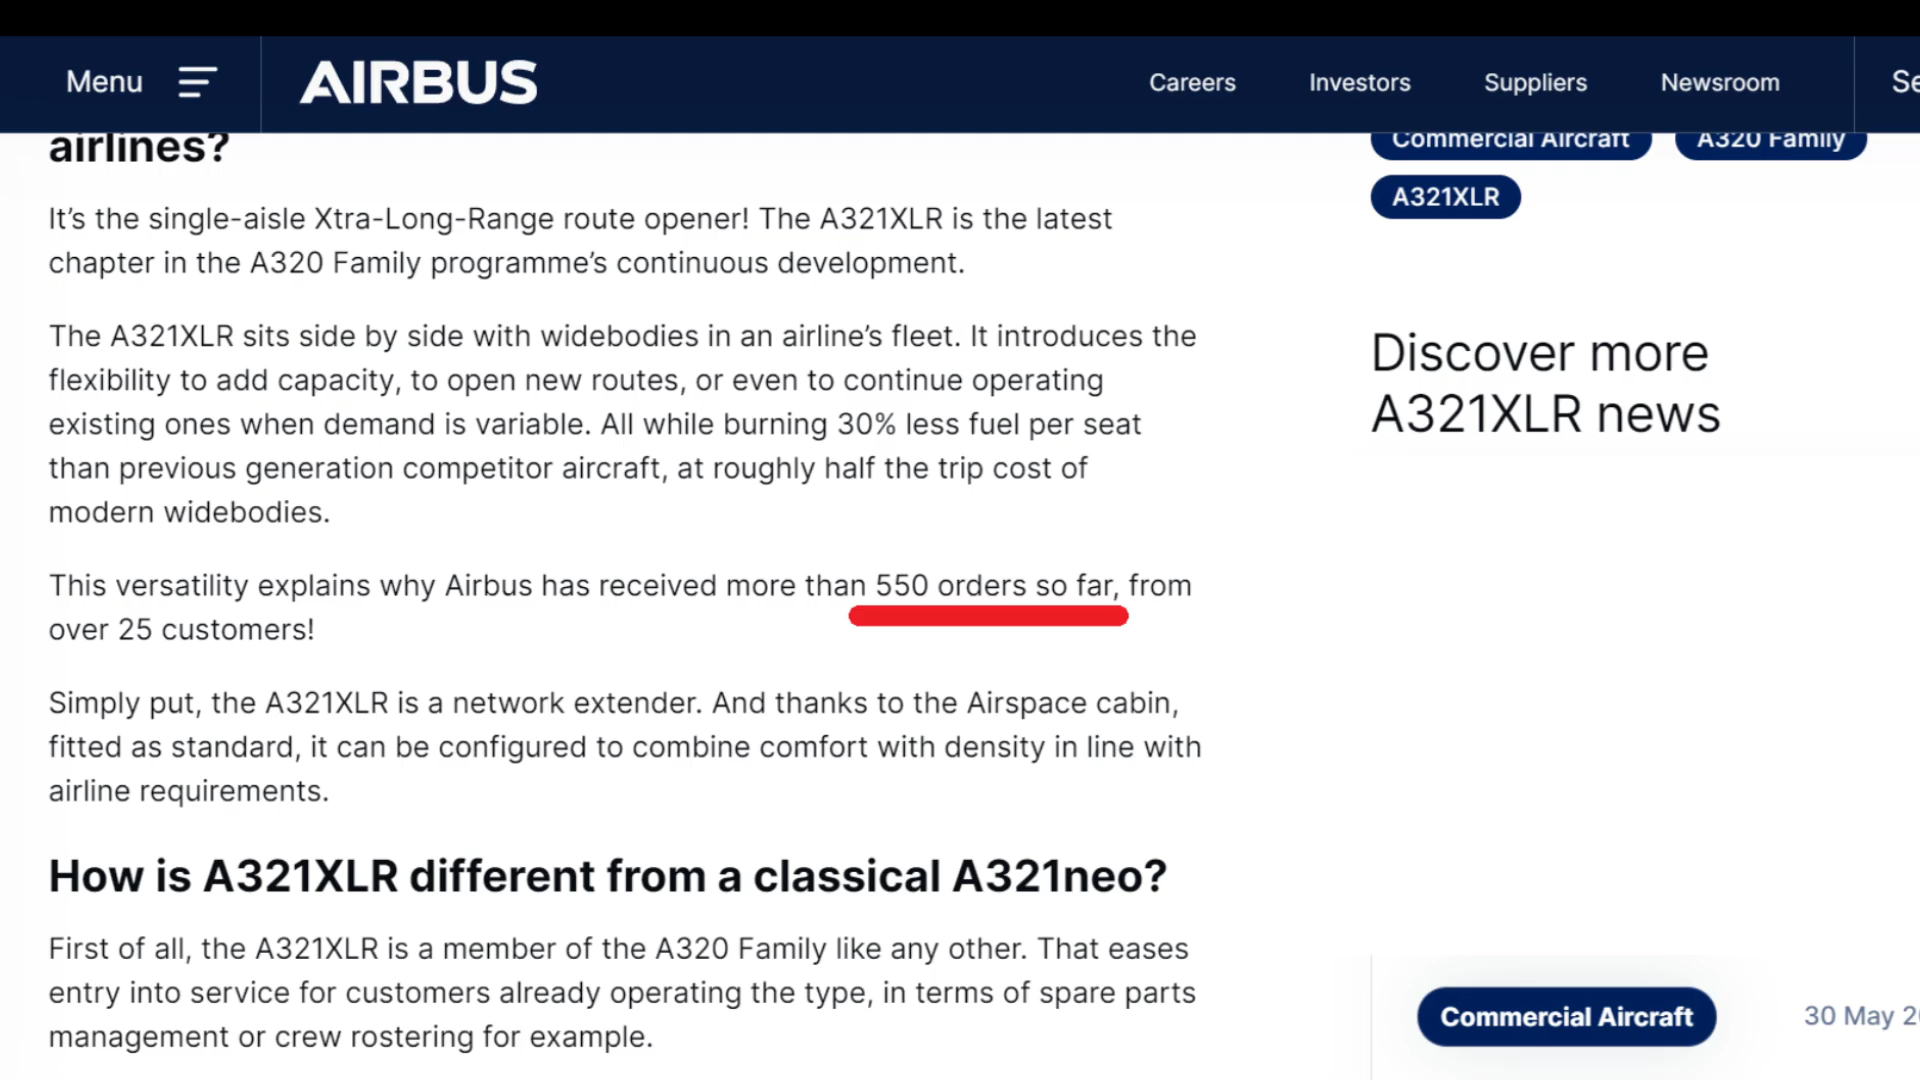 Menu
AIRBUS
Careers
Investors
Suppliers
Newsroom
airlines?
It’s the single-aisle Xtra-Long-Range route opener! The A321XLR is the latest
chapter in the A320 Family programme’s continuous development.
The A321XLR sits side by side with widebodies in an airline’s fleet. It introduces the
flexibility to add capacity, to open new routes, or even to continue operating
existing ones when demand is variable. All while burning 30% less fuel per seat
than previous generation competitor aircraft, at roughly half the trip cost of
modern widebodies.
This versatility explains why Airbus has received more than 550 orders so far, from
over 25 customers!
Simply put, the A321XLR is a network extender. And thanks to the Airspace cabin,
fitted as standard, it can be configured to combine comfort with density in line with
airline requirements.
How is A321XLR different from a classical A321neo?
First of all, the A321XLR is a member of the A320 Family like any other. That eases
entry into service for customers already operating the type, in terms of spare parts
management or crew rostering for example.
Commercial Aircraft
A320 Family
A321XLR
Discover more
A321XLR news
Commercial Aircraft
30 May